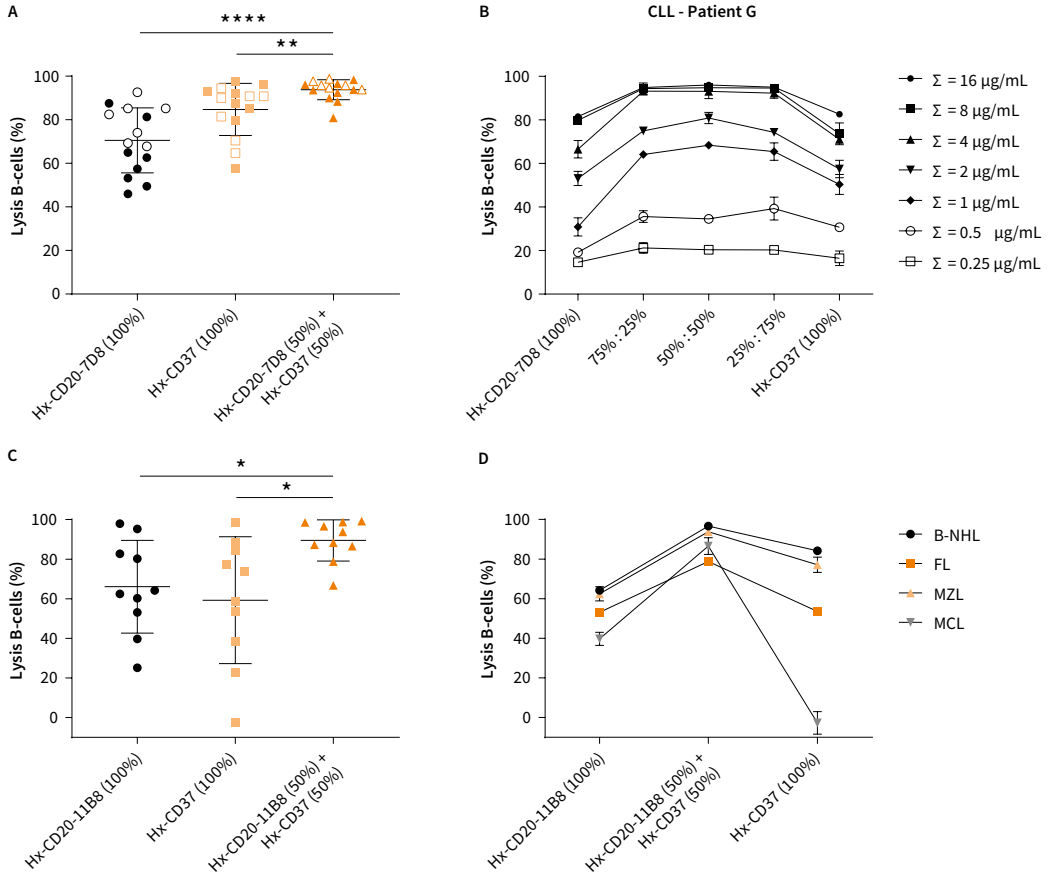 A
****
**
100
80
60
40
20
0
Lysis B-cells (%)
Hx-CD20-7D8 (100%)
Hx-CD37 (100%)
Hx-CD20-7D8 (50%) +
Hx-CD37 (50%)
B
CLL - Patient G
100
80
60
40
20
0
Lysis B-cells (%)
Hx-CD20-7D8 (100%)
75% : 25%
50% : 50%
25% : 75%
Hx-CD37 (100%)
Σ = 16 µg/mL
Σ = 8 µg/mL
Σ = 4 µg/mL
Σ = 2 µg/mL
Σ = 1 µg/mL
Σ = 0.5 µg/mL
Σ = 0.25 µg/mL
C
*
*
100
80
60
40
20
0
Lysis B-cells (%)
Hx-CD20-11B8 (100%)
Hx-CD37 (100%)
Hx-CD20-11B8 (50%) +
Hx-CD37 (50%)
D
100
80
60
40
20
0
Lysis B-cells (%)
Hx-CD20-11B8 (100%)
Hx-CD20-11B8 (50%) +
Hx-CD37 (50%)
Hx-CD37 (100%)
B-NHL
FL
MZL
MCL